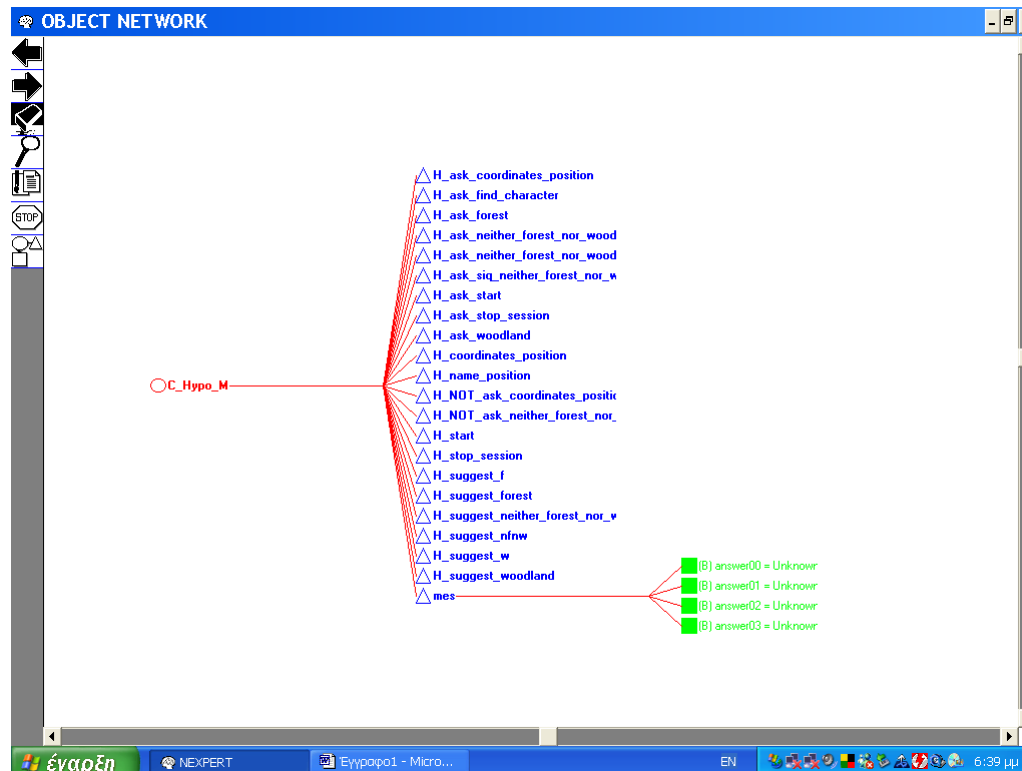 OBJECT NETWORK
STOP
H_ask_coordinates_position
H_ask_find_character
H_ask_forest
H_ask_neither_forest_nor_wood
H_ask_neither_forest_nor_wood
H_ask_siq_neither_forest_nor_w
H_ask_start
H_ask_stop_session
H_ask_woodland
H_coordinates_position
H_name_position
C_Hypo_M
H_NOT_ask_coordinates_positic
H_NOT_ask_neither_forest_nor_
H_start
H_stop_session
H_suggest_f
H_suggest_forest
H_suggest_neither_forest_nor_w
H_suggest_nfnw
H_suggest_w
H_suggest_woodland
mes
(B) answer00 = Unknowr
(B) answer01 = Unknowr
(B) answer02 = Unknowr
(B) answer03 = Unknowr
έναρξη NEXPERT Έγγραφο1 - Micro... EN 6:39 μμ